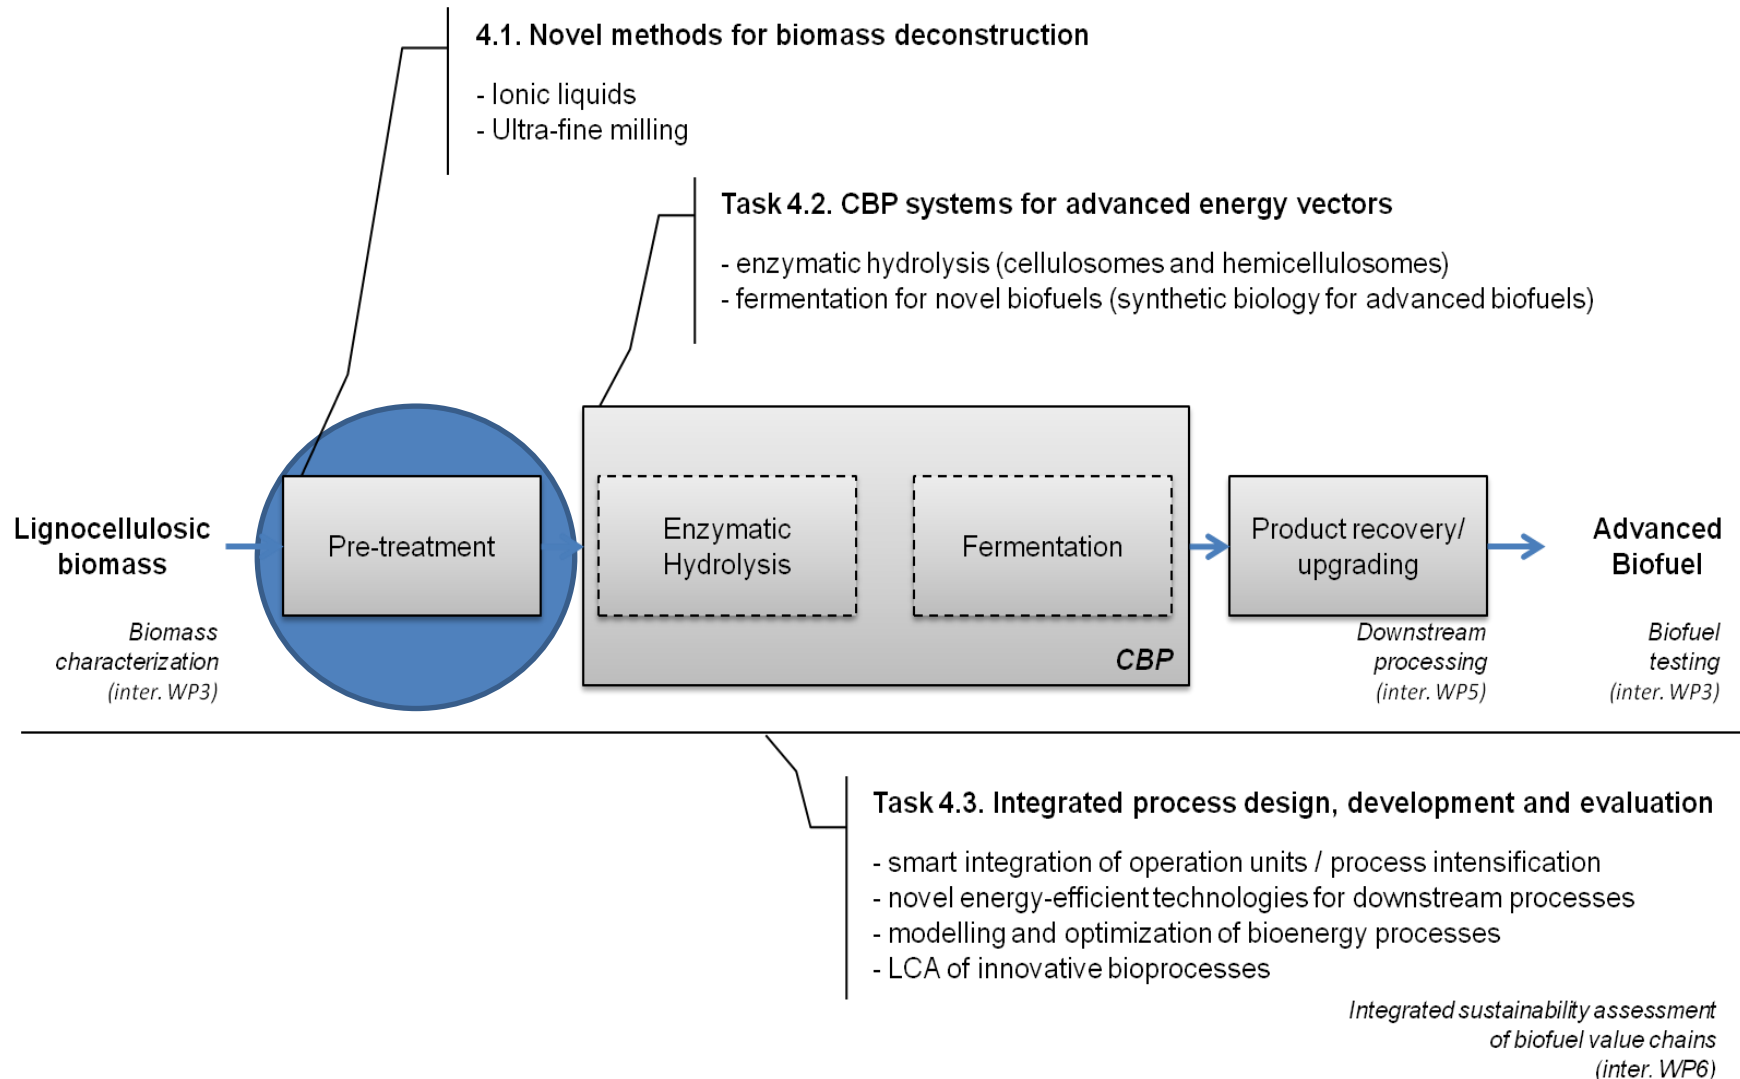 4.1. Novel methods for biomass deconstruction
- Ionic liquids
- Ultra-fine milling
Task 4.2. CBP systems for advanced energy vectors
- enzymatic hydrolysis (cellulosomes and hemicellulosomes)
- fermentation for novel biofuels (synthetic biology for advanced biofuels)
Lignocellulosic
biomass
Biomass
characterization
(inter. WP3)
Pre-treatment
Enzymatic
Hydrolysis
Fermentation
CBP
Product recovery/
upgrading
Downstream
processing
(inter. WP5)
Advanced
Biofuel
Biofuel
testing
(inter. WP3)
Task 4.3. Integrated process design, development and evaluation
- smart integration of operation units / process intensification
- novel energy-efficient technologies for downstream processes
- modelling and optimization of bioenergy processes
- LCA of innovative bioprocesses
Integrated sustainability assessment
of biofuel value chains
(inter. WP6)